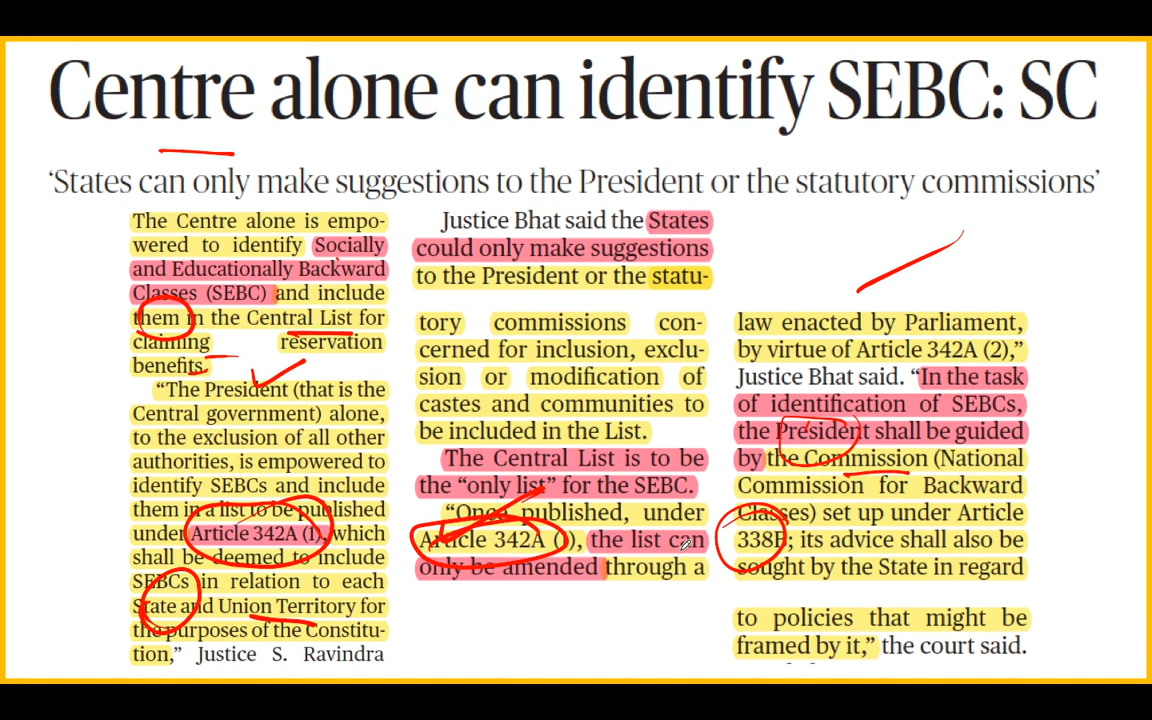 Centre alone can identify SEBC: SC
‘States can only make suggestions to the President or the statutory commissions’
The Centre alone is empo-
wered to identify Socially
and Educationally Backward
Classes (SEBC) and include
them in the Central List for
claiming reservation
benefits.
“The President (that is the
Central government) alone,
to the exclusion of all other
authorities, is empowered to
identify SEBCs and include
them in a list to be published
under Article 342A (1), which
shall be deemed to include
SEBCs in relation to each
State and Union Territory for
the purposes of the Constitu-
tion,” Justice S. Ravindra
Justice Bhat said the States
could only make suggestions
to the President or the statu-
tory commissions con-
cerned for inclusion, exclu-
sion or modification of
castes and communities to
be included in the List.
The Central List is to be
the “only list” for the SEBC.
“Once published, under
Article 342A (1), the list can
only be amended through a
law enacted by Parliament,
by virtue of Article 342A (2),”
Justice Bhat said. “In the task
of identification of SEBCs,
the President shall be guided
by the Commission (National
Commission for Backward
Classes) set up under Article
338B; its advice shall also be
sought by the State in regard
to policies that might be
framed by it,” the court said.